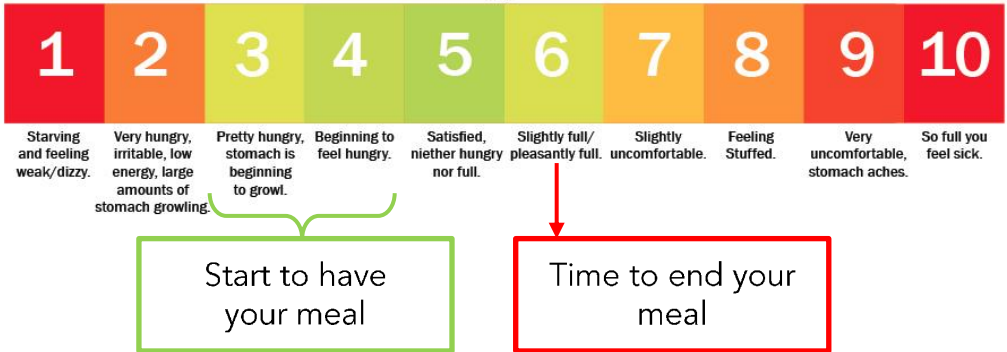 1
2
3
4
5
6
7
8
9
10
Starving
and feeling
weak/dizzy.
Very hungry,
irritable, low
energy, large
amounts of
stomach growling.
Pretty hungry,
stomach is
beginning
to growl.
Beginning to
feel hungry.
Satisfied,
niether hungry
nor full.
Slightly full/
pleasantly full.
Slightly
uncomfortable.
Feeling
Stuffed.
Very
uncomfortable,
stomach aches.
So full you
feel sick.
Start to have
your meal
Time to end your
meal